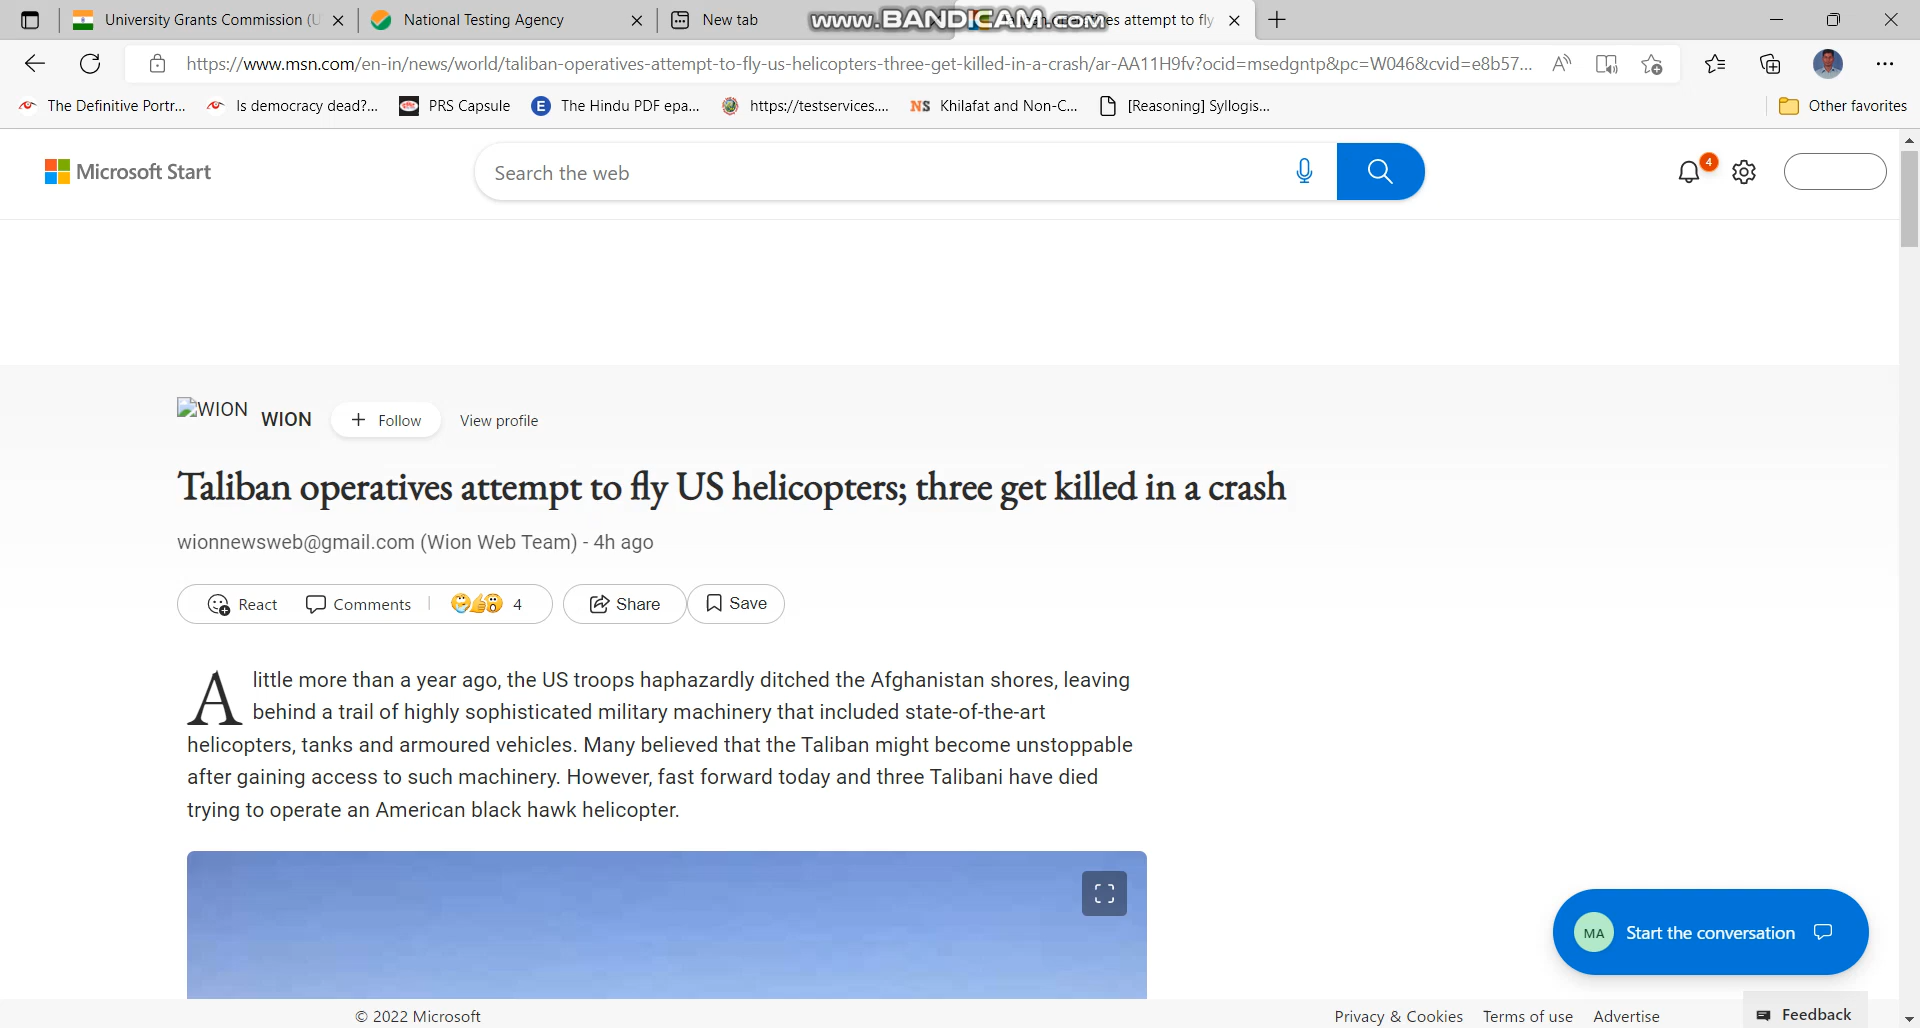 University Grants Commission (U
National Testing Agency
New tab
www.BANDICAM.com
attempt to fly
https://www.msn.com/en-in/news/world/taliban-operatives-attempt-to-fly-us-helicopters-three-get-killed-in-a-crash/ar-AA11H9fv?ocid=msedgntp&pc=W046&cvid=e8b57...
The Definitive Portr...
Is democracy dead?...
PRS Capsule
E
The Hindu PDF epa...
https://testservices....
NS
Khilafat and Non-C...
[Reasoning] Syllogis...
Other favorites
Microsoft Start
Search the web
4
WION
WION
Follow
View profile
Taliban operatives attempt to fly US helicopters; three get killed in a crash
wionnewsweb@gmail.com (Wion Web Team) - 4h ago
React
Comments
4
Share
Save
A little more than a year ago, the US troops haphazardly ditched the Afghanistan shores, leaving
behind a trail of highly sophisticated military machinery that included state-of-the-art
helicopters, tanks and armoured vehicles. Many believed that the Taliban might become unstoppable
after gaining access to such machinery. However, fast forward today and three Talibani have died
trying to operate an American black hawk helicopter.
MA
Start the conversation
© 2022 Microsoft
Privacy & Cookies
Terms of use
Advertise
Feedback